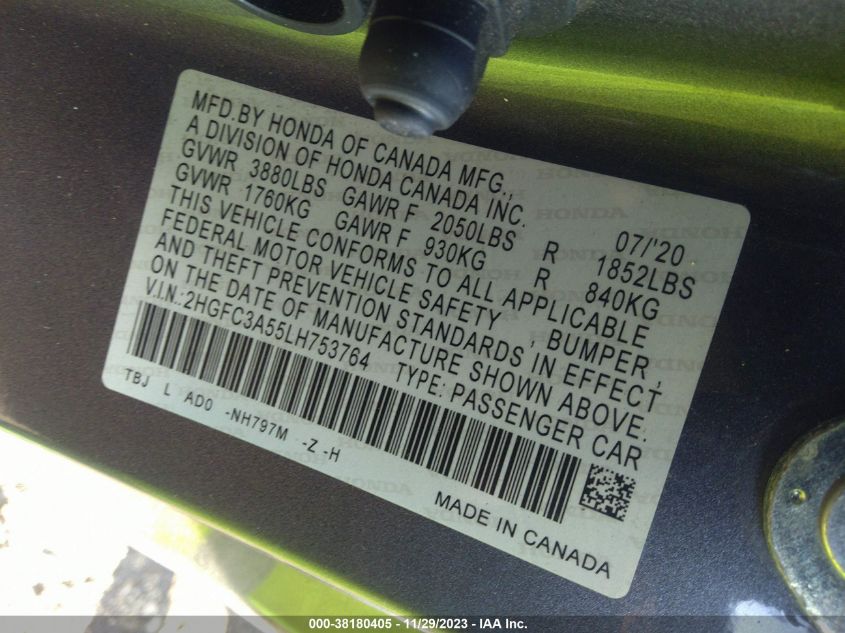 MFD.BY HONDA OF CANADA MFG.,
A DIVISION OF HONDA CANADA INC. 07/'20
GVWR 3880LBS GAWR F 2050LBS R 1852LBS
GVWR 1760KG GAWR F 930KG R 840KG
THIS VEHICLE CONFORMS TO ALL APPLICABLE
FEDERAL MOTOR VEHICLE SAFETY , BUMPER ,
AND THEFT PREVENTION STANDARDS IN EFFECT
ON THE DATE OF MANUFACTURE SHOWN ABOVE.
V.I.N.:2HGFC3A55LH753764 TYPE: PASSENGER CAR
TBJ L AD0 -NH797M -Z -H
MADE IN CANADA
000-38180405 - 11/29/2023 - IAA Inc.